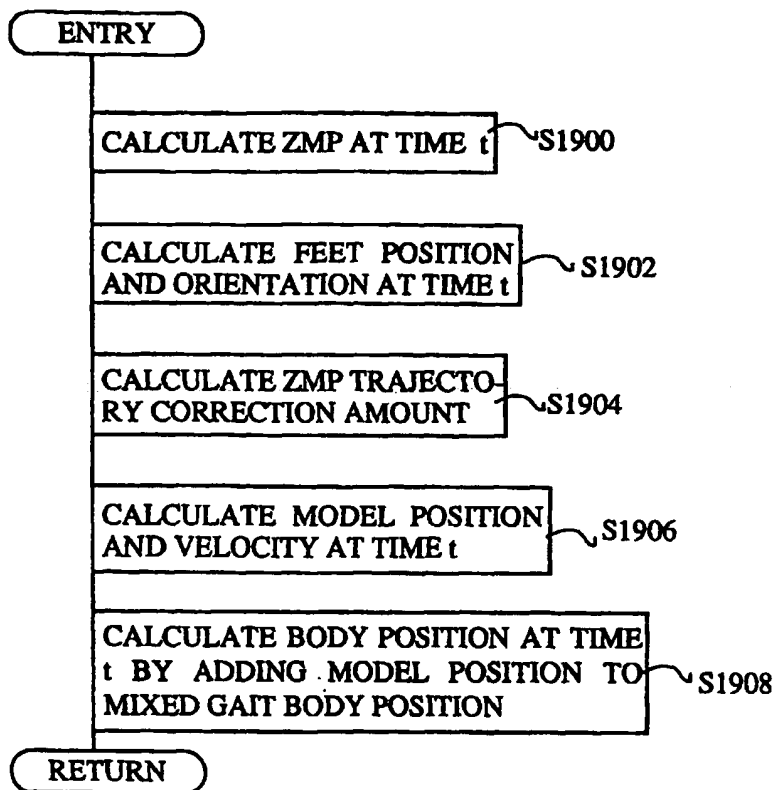 ENTRY
CALCULATE ZMP AT TIME t
S1900
CALCULATE FEET POSITION
AND ORIENTATION AT TIME t
S1902
CALCULATE ZMP TRAJECTO-
RY CORRECTION AMOUNT
S1904
CALCULATE MODEL POSITION
AND VELOCITY AT TIME t
S1906
CALCULATE BODY POSITION AT TIME
t BY ADDING MODEL POSITION TO
MIXED GAIT BODY POSITION
S1908
RETURN